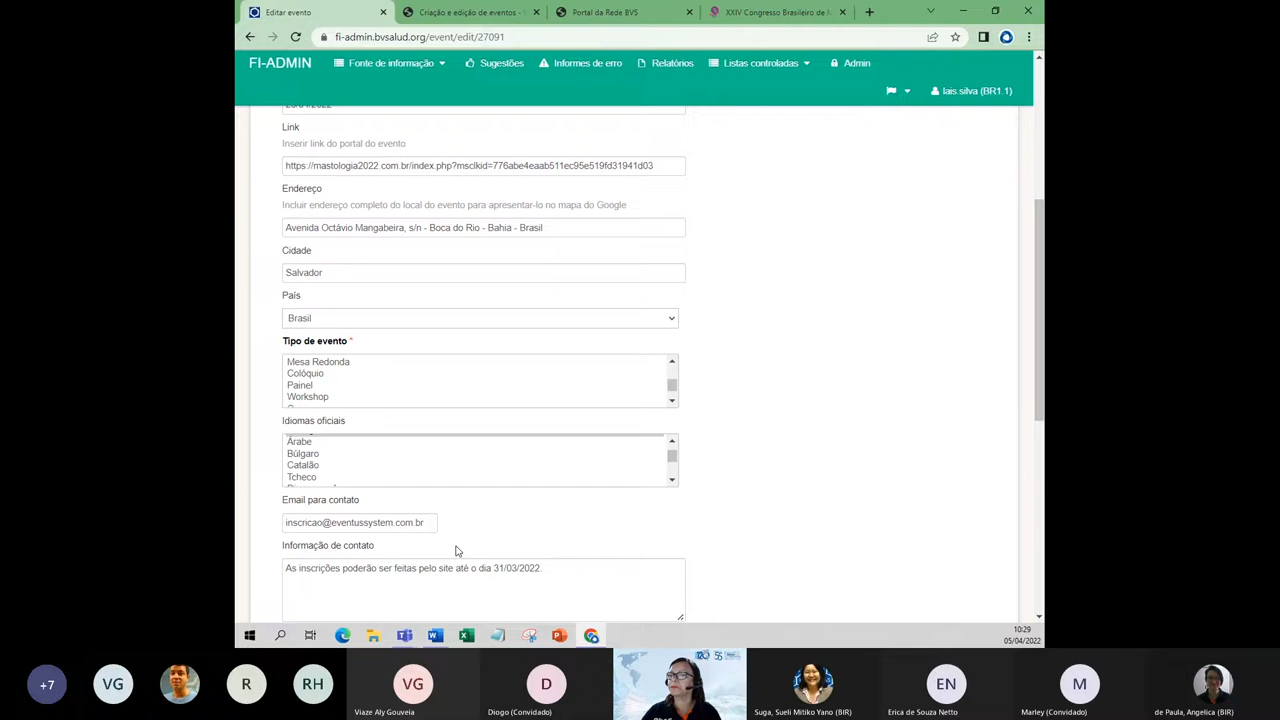 Editar evento
Criação e edição de eventos -
Portal da Rede BVS
XXIV Congresso Brasileiro de
fi-admin.bvsalud.org/event/edit/27091
FI-ADMIN
Fonte de informação
Sugestões
Informes de erro
Relatórios
Listas controladas
Admin
lais.silva (BR1.1)
Link
Inserir link do portal do evento
https://mastologia2022.com.br/index.php?msclkid=776abe4eaab511ec95e519fd31941d03
Endereço
Incluir endereço completo do local do evento para apresentar-lo no mapa do Google
Avenida Octávio Mangabeira, s/n - Boca do Rio - Bahia - Brasil
Cidade
Salvador
País
Brasil
Tipo de evento *
Mesa Redonda
Colóquio
Painel
Workshop
Idiomas oficiais
Árabe
Búlgaro
Catalão
Tcheco
Email para contato
inscricao@eventussystem.com.br
Informação de contato
As inscrições poderão ser feitas pelo site até o dia 31/03/2022.
10:29
05/04/2022
+7
VG
R
RH
VG
Viaze Aly Gouveia
D
Diogo (Convidado)
Suga, Sueli Mitiko Yano (BIR)
EN
Erica de Souza Netto
M
Marley (Convidado)
de Paula, Angelica (BIR)